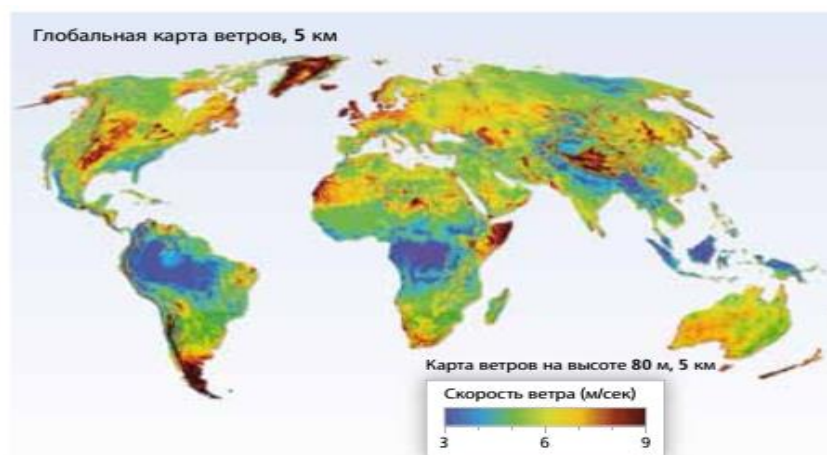 Глобальная карта ветров, 5 км
Карта ветров на высоте 80 м, 5 км
Скорость ветра (м/сек)
3 6 9